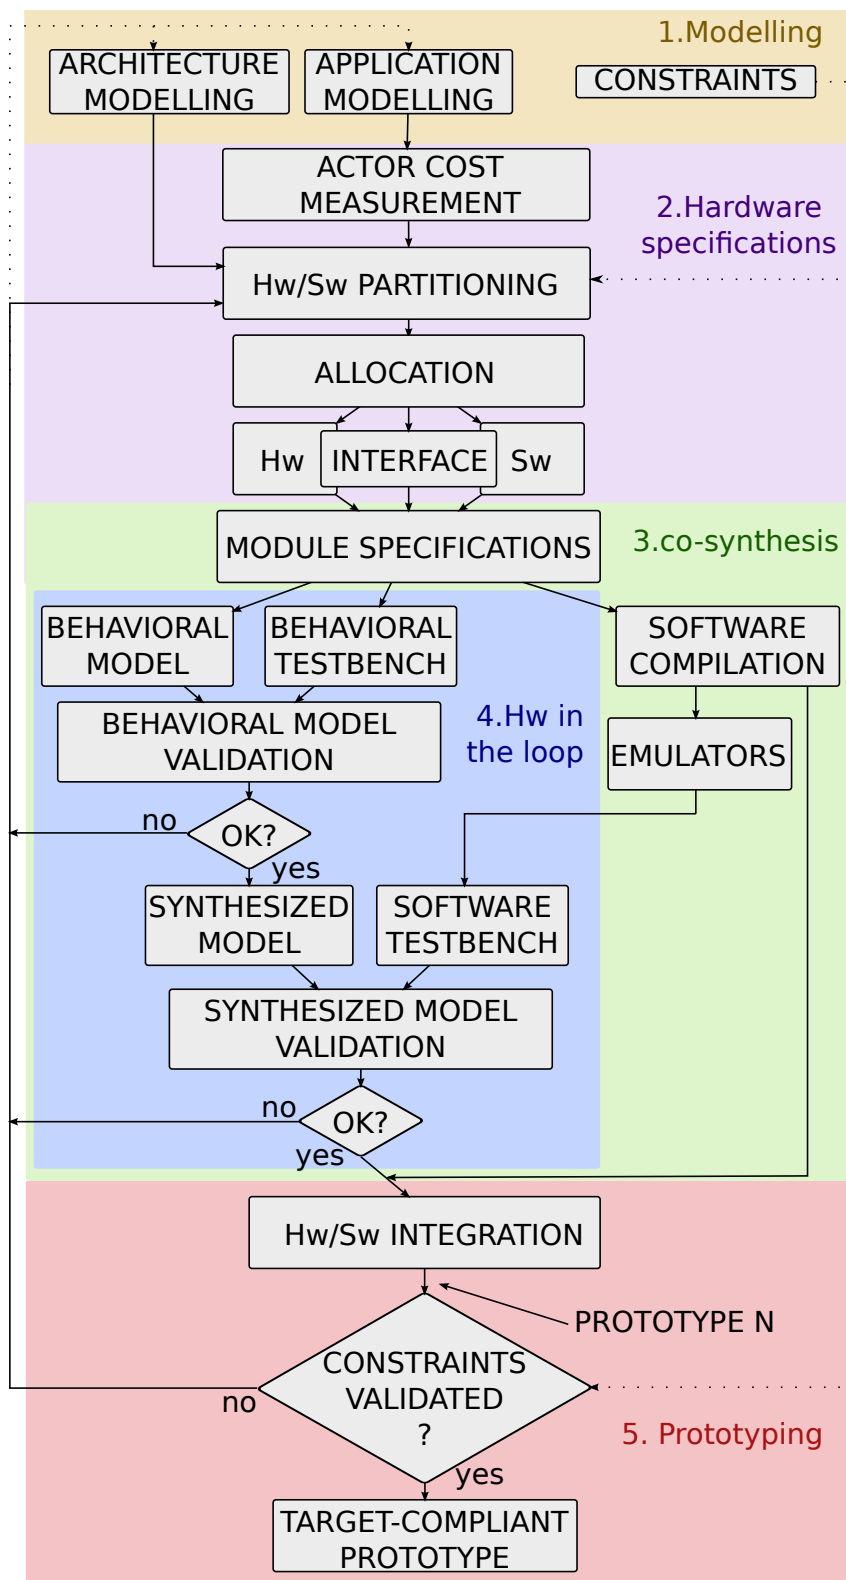 1.Modelling
ARCHITECTURE
MODELLING
APPLICATION
MODELLING
CONSTRAINTS
ACTOR COST
MEASUREMENT
2.Hardware
specifications
Hw/Sw PARTITIONING
ALLOCATION
Hw
INTERFACE
Sw
MODULE SPECIFICATIONS
3.co-synthesis
BEHAVIORAL
MODEL
BEHAVIORAL
TESTBENCH
SOFTWARE
COMPILATION
BEHAVIORAL MODEL
VALIDATION
4.Hw in
the loop
EMULATORS
no
OK?
yes
SYNTHESIZED
MODEL
SOFTWARE
TESTBENCH
SYNTHESIZED MODEL
VALIDATION
no
OK?
yes
Hw/Sw INTEGRATION
PROTOTYPE N
CONSTRAINTS
VALIDATED
?
no
5. Prototyping
yes
TARGET-COMPLIANT
PROTOTYPE